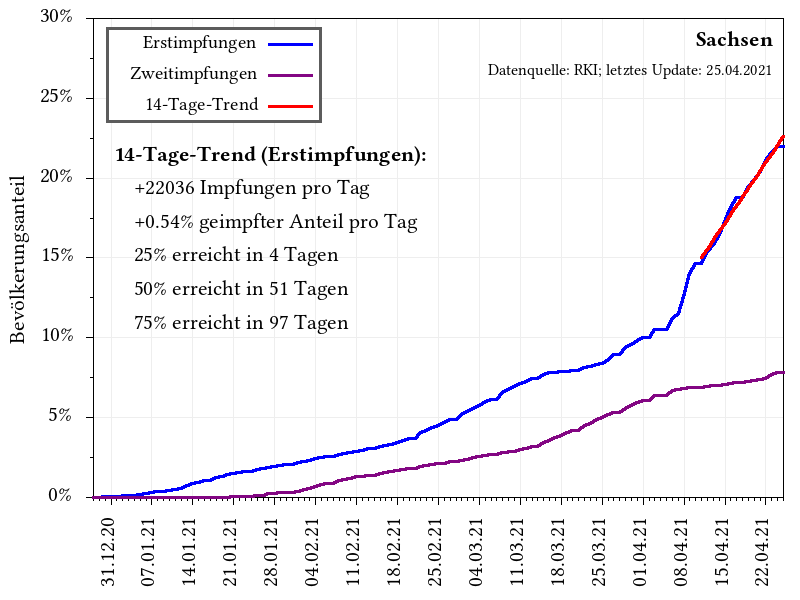 30%
25%
20%
15%
10%
5%
0%
Bevölkerungsanteil
Erstimpfungen
Zweitimpfungen
14-Tage-Trend
Sachsen
Datenquelle: RKI; letztes Update: 25.04.2021
14-Tage-Trend (Erstimpfungen):
+22036 Impfungen pro Tag
+0.54% geimpfter Anteil pro Tag
25% erreicht in 4 Tagen
50% erreicht in 51 Tagen
75% erreicht in 97 Tagen
31.12.20
07.01.21
14.01.21
21.01.21
28.01.21
04.02.21
11.02.21
18.02.21
25.02.21
04.03.21
11.03.21
18.03.21
25.03.21
01.04.21
08.04.21
15.04.21
22.04.21